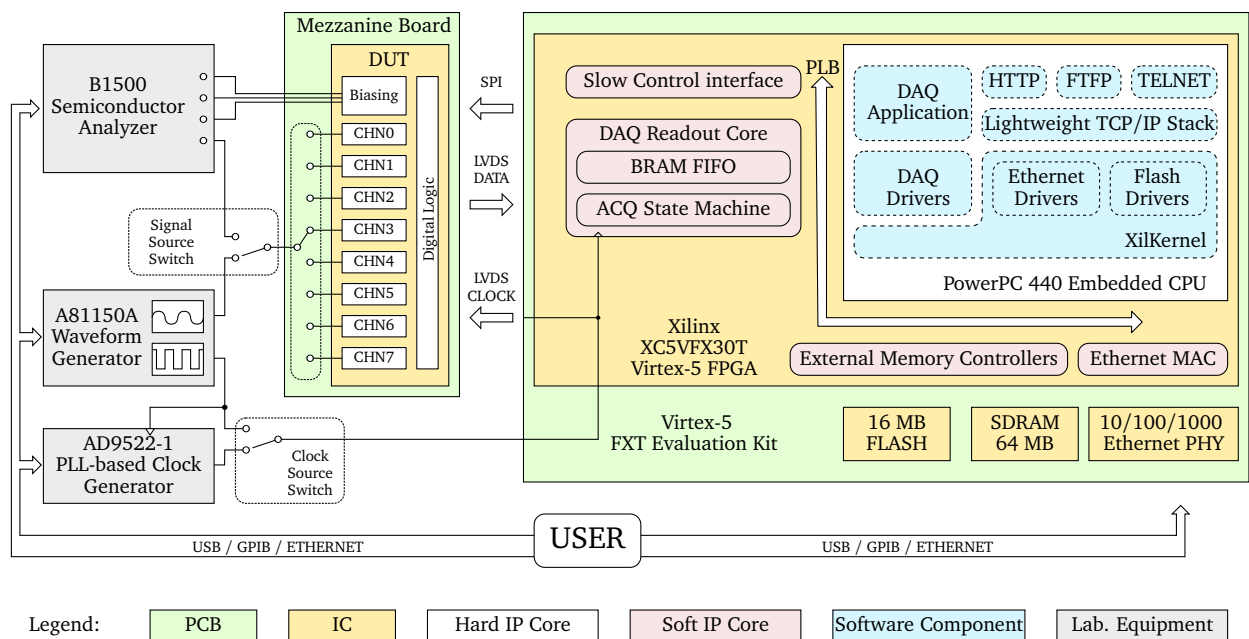 Mezzanine Board
B1500
Semiconductor
Analyzer
DUT
Biasing
CHN0
CHN1
CHN2
CHN3
CHN4
CHN5
CHN6
CHN7
Digital Logic
Signal
Source
Switch
A81150A
Waveform
Generator
AD9522-1
PLL-based Clock
Generator
Clock
Source
Switch
SPI
LVDS
DATA
LVDS
CLOCK
Slow Control interface
DAQ Readout Core
BRAM FIFO
ACQ State Machine
PLB
DAQ
Application
HTTP
FTFP
TELNET
Lightweight TCP/IP Stack
DAQ
Drivers
Ethernet
Drivers
Flash
Drivers
XilKernel
PowerPC 440 Embedded CPU
Xilinx
XC5VFX30T
Virtex-5 FPGA
External Memory Controllers
Ethernet MAC
Virtex-5
FXT Evaluation Kit
16 MB
FLASH
SDRAM
64 MB
10/100/1000
Ethernet PHY
USER
USB / GPIB / ETHERNET
USB / GPIB / ETHERNET
Legend:
PCB
IC
Hard IP Core
Soft IP Core
Software Component
Lab. Equipment